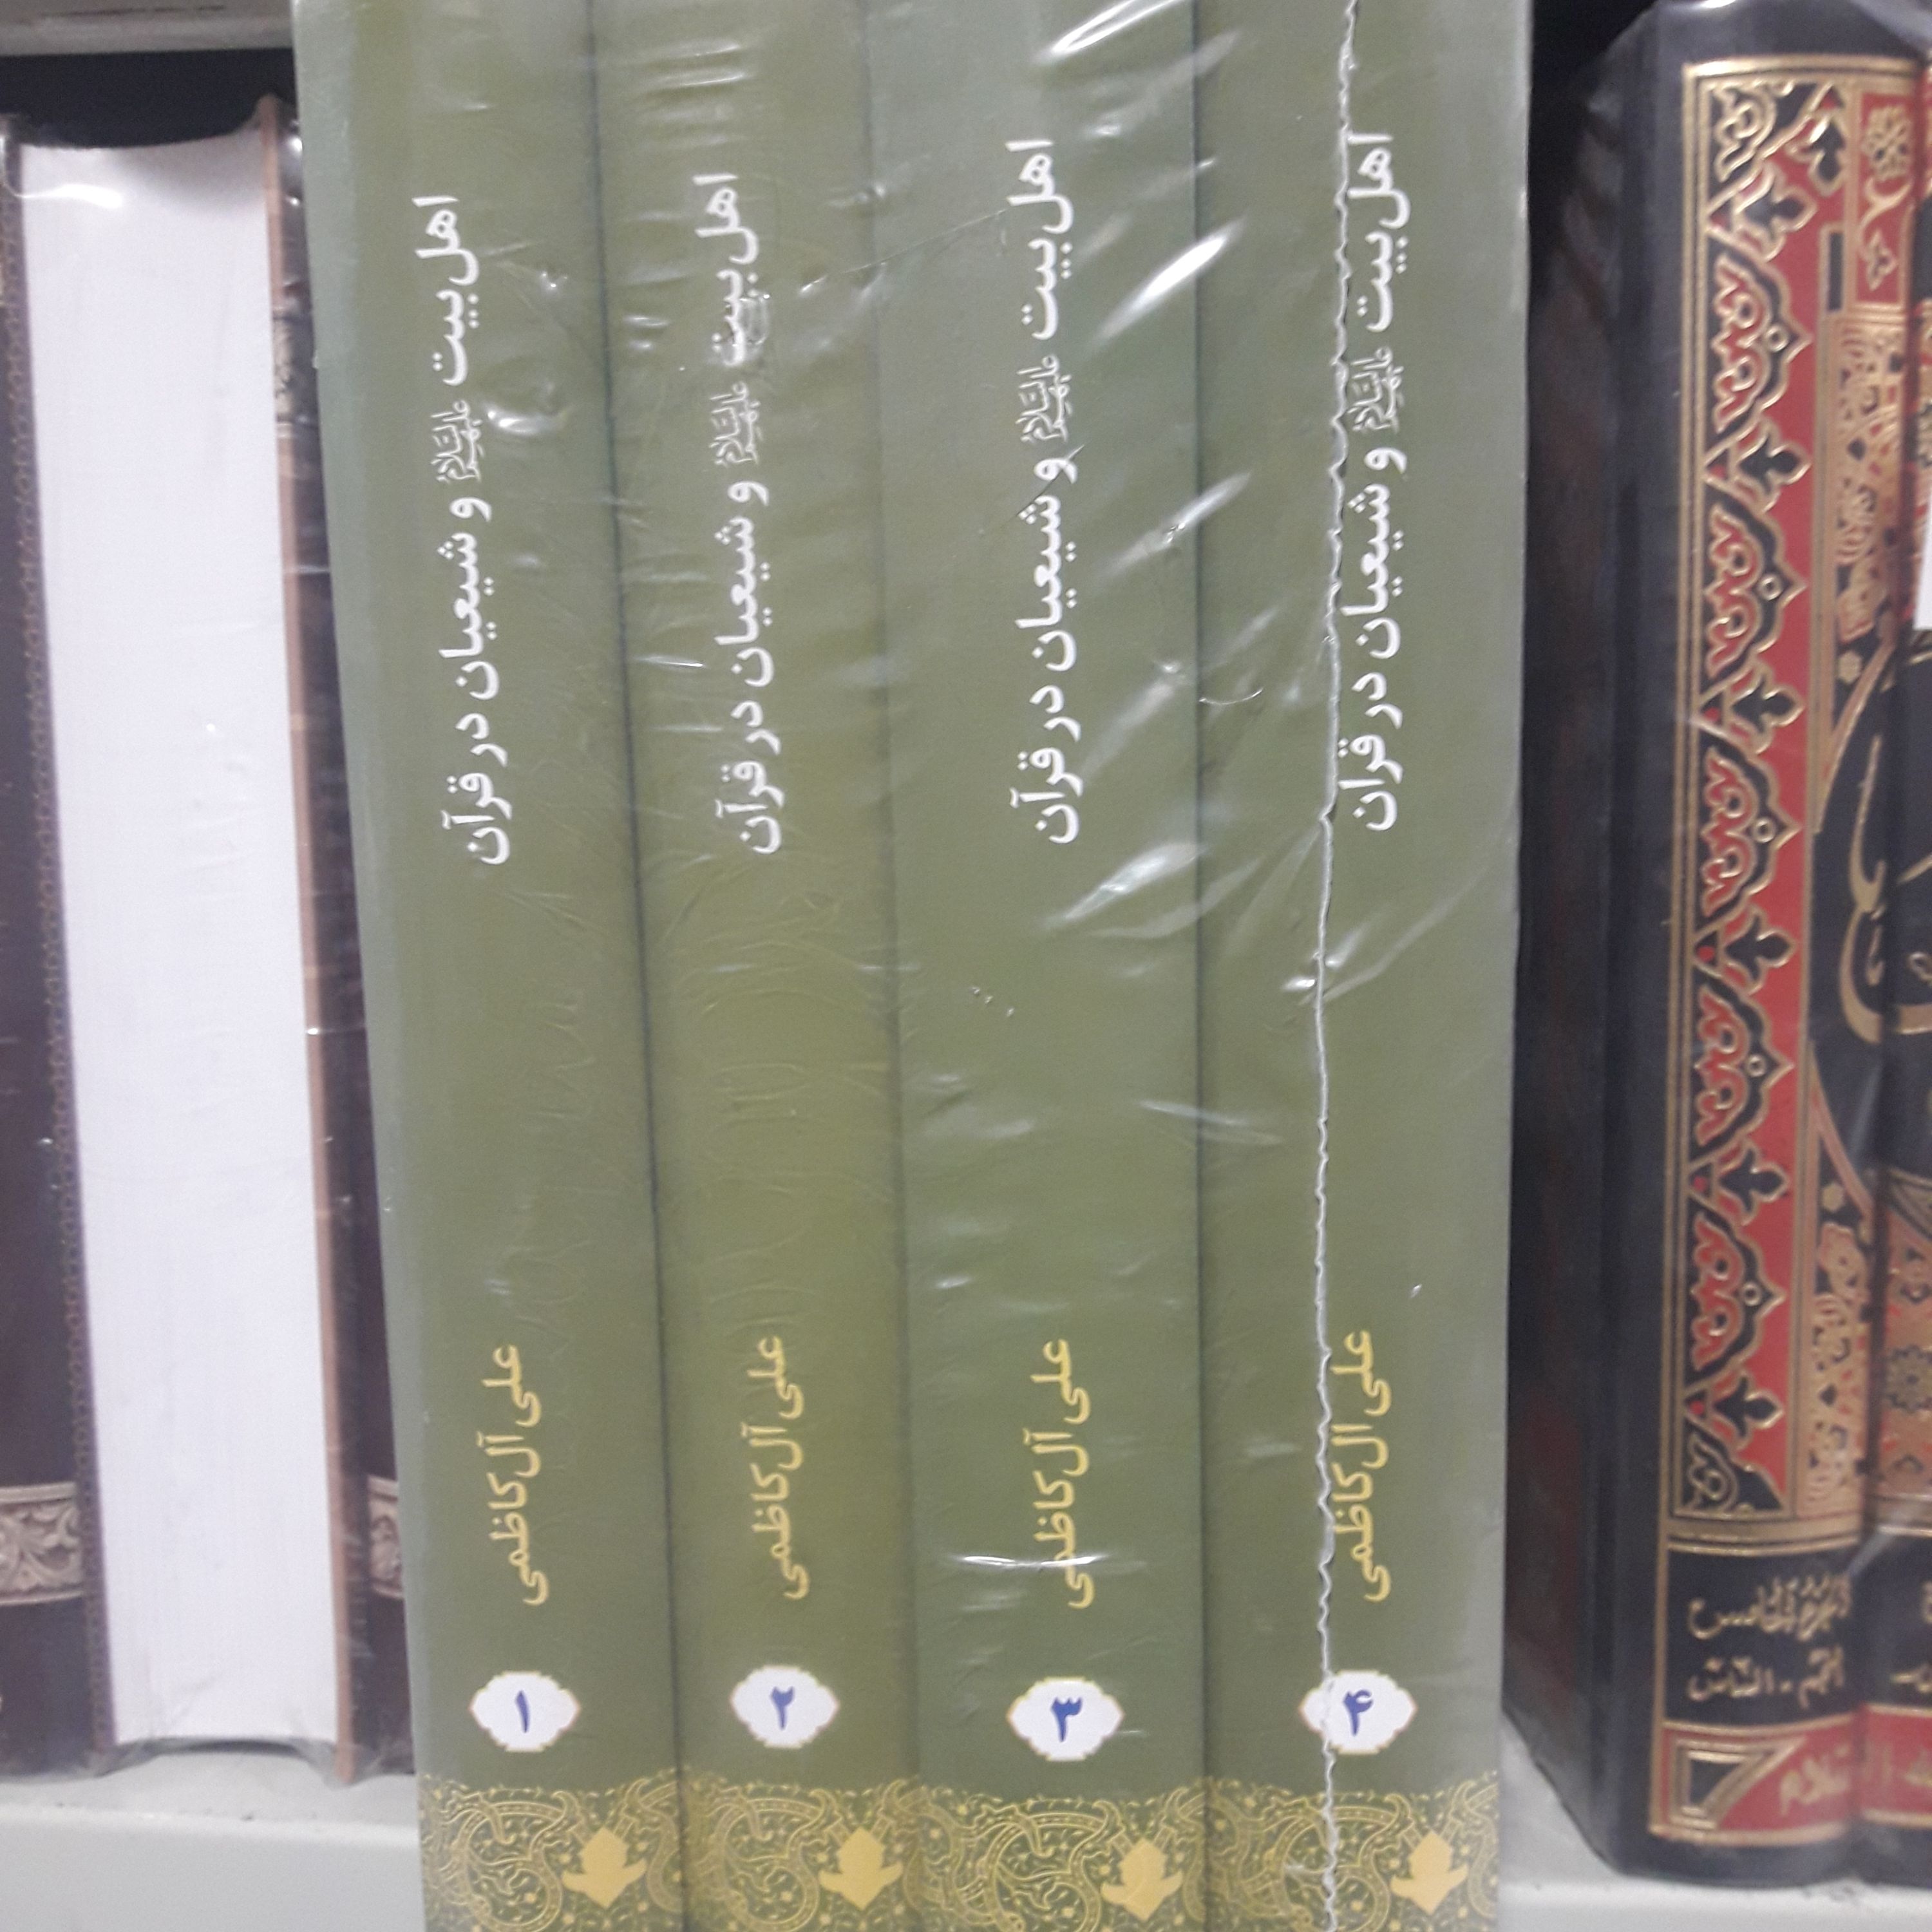 اهل‌بیت علیهم‌السلام و شیعیان در قرآن
علی آل‌کاظمی
۱
اهل‌بیت علیهم‌السلام و شیعیان در قرآن
علی آل‌کاظمی
۲
اهل‌بیت علیهم‌السلام و شیعیان در قرآن
علی آل‌کاظمی
۳
اهل‌بیت علیهم‌السلام و شیعیان در قرآن
علی آل‌کاظمی
۴
الجزء الخامس